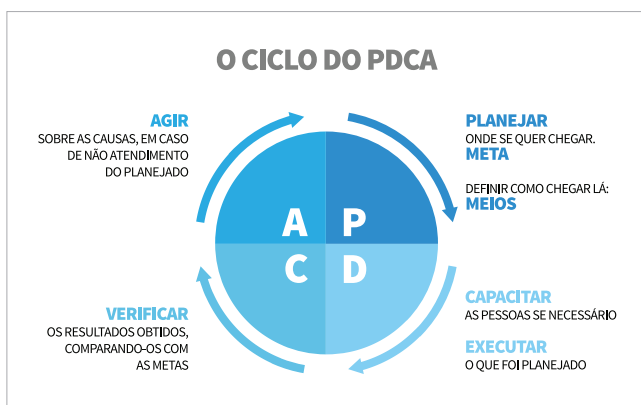 O CICLO DO PDCA
AGIR
SOBRE AS CAUSAS, EM CASO
DE NÃO ATENDIMENTO
DO PLANEJADO
PLANEJAR
ONDE SE QUER CHEGAR.
META
DEFINIR COMO CHEGAR LÁ:
MEIOS
A P
C D
VERIFICAR
OS RESULTADOS OBTIDOS,
COMPARANDO-OS COM
AS METAS
CAPACITAR
AS PESSOAS SE NECESSÁRIO
EXECUTAR
O QUE FOI PLANEJADO